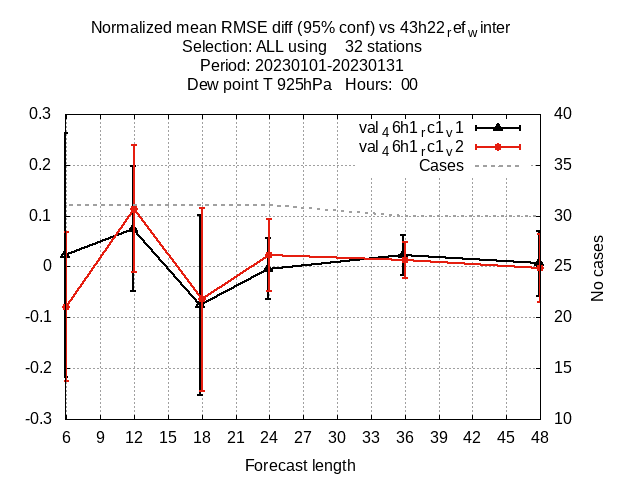 Normalized mean RMSE diff (95% conf) vs 43h22refwinter
Selection: ALL using 32 stations
Period: 20230101-20230131
Dew point T 925hPa Hours: 00
0.3
0.2
0.1
0
-0.1
-0.2
-0.3
40
35
30
25
20
15
10
val46h1rc1v1
val46h1rc1v2
Cases
No cases
6 9 12 15 18 21 24 27 30 33 36 39 42 45 48
Forecast length